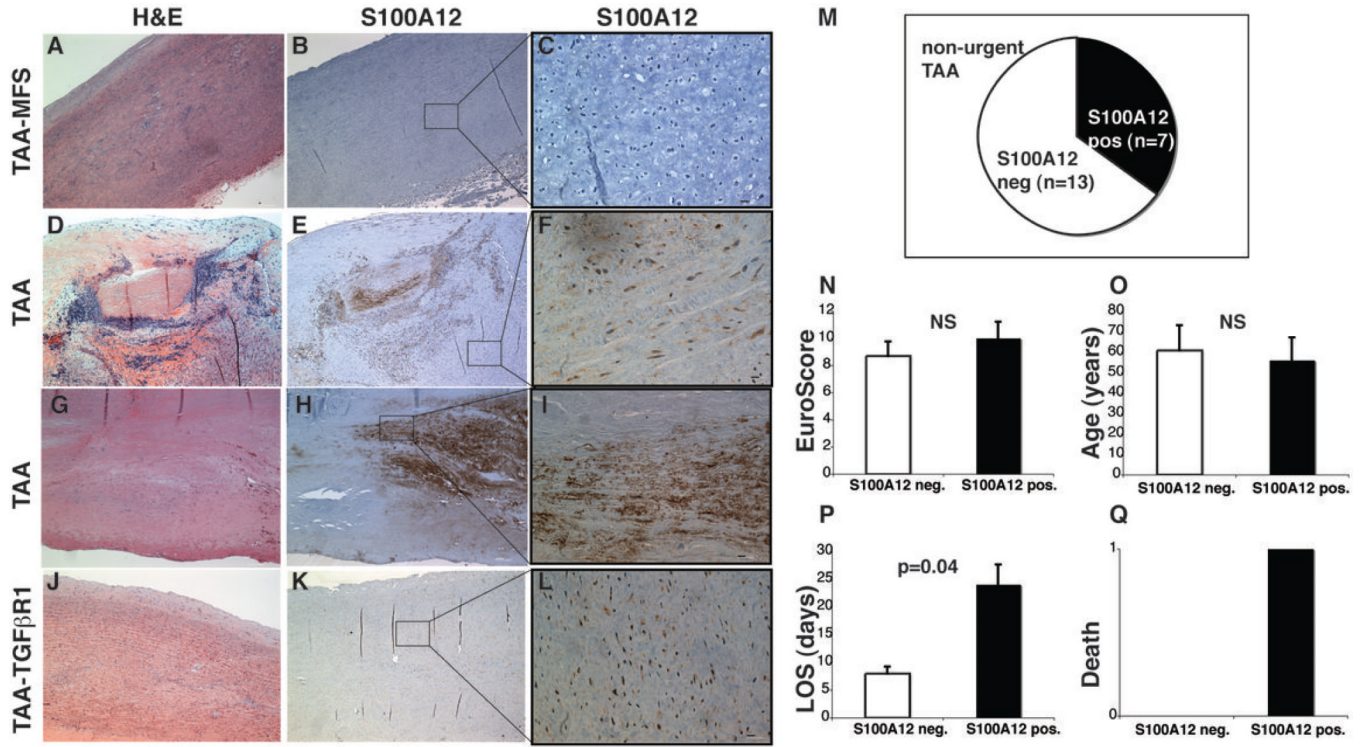 H&E
S100A12
S100A12
TAA-MFS
A
B
C
TAA
D
E
F
TAA
G
H
I
TAA-TGFβR1
J
K
L
M
non-urgent
TAA
S100A12
pos (n=7)
S100A12
neg (n=13)
N
EuroScore
12
10
8
6
4
2
0
NS
S100A12 neg.
S100A12 pos.
O
Age (years)
80
70
60
50
40
30
20
10
0
NS
S100A12 neg.
S100A12 pos.
P
LOS (days)
30
25
20
15
10
5
0
p=0.04
S100A12 neg.
S100A12 pos.
Q
Death
1
0
S100A12 neg.
S100A12 pos.